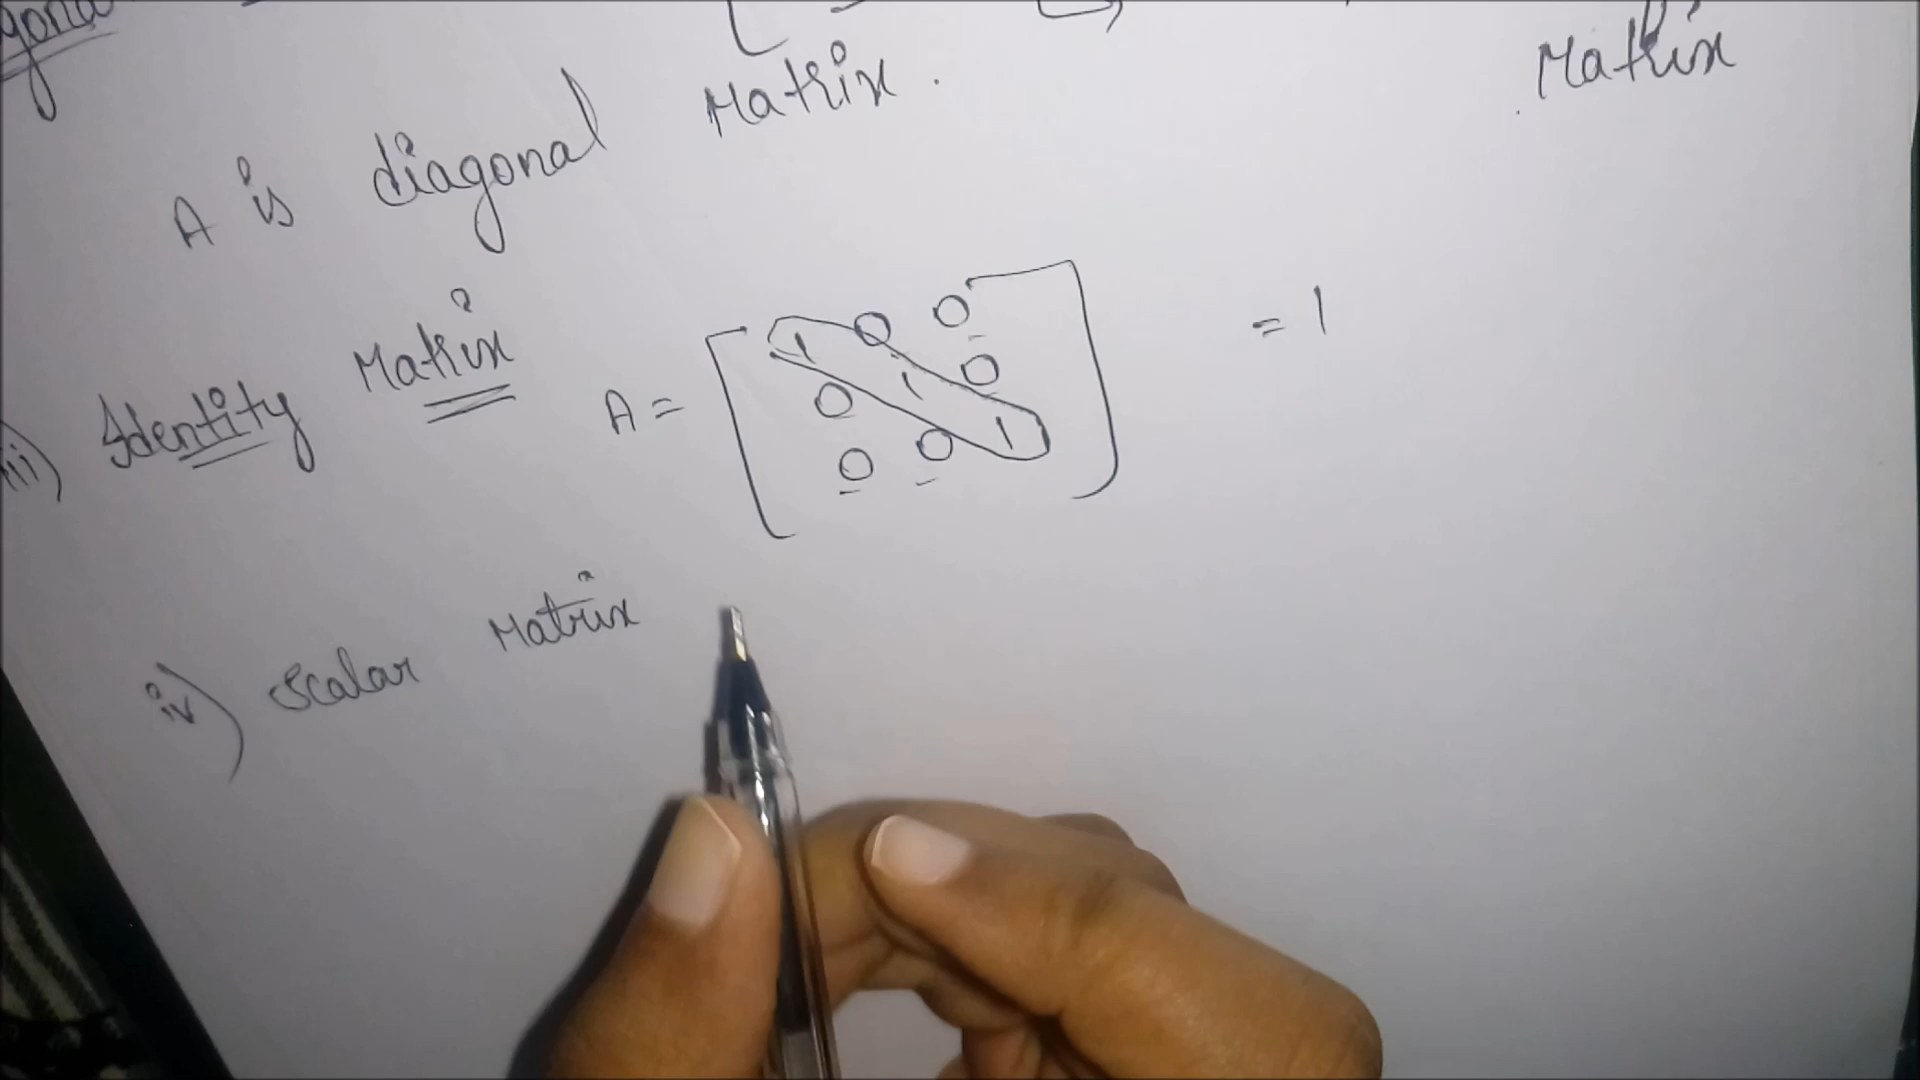 Matrix
A is diagonal Matrix.
iii) Identity Matrix A = [1 0 0 = 1
0 1 0
0 0 1]
iv) Scalar Matrix